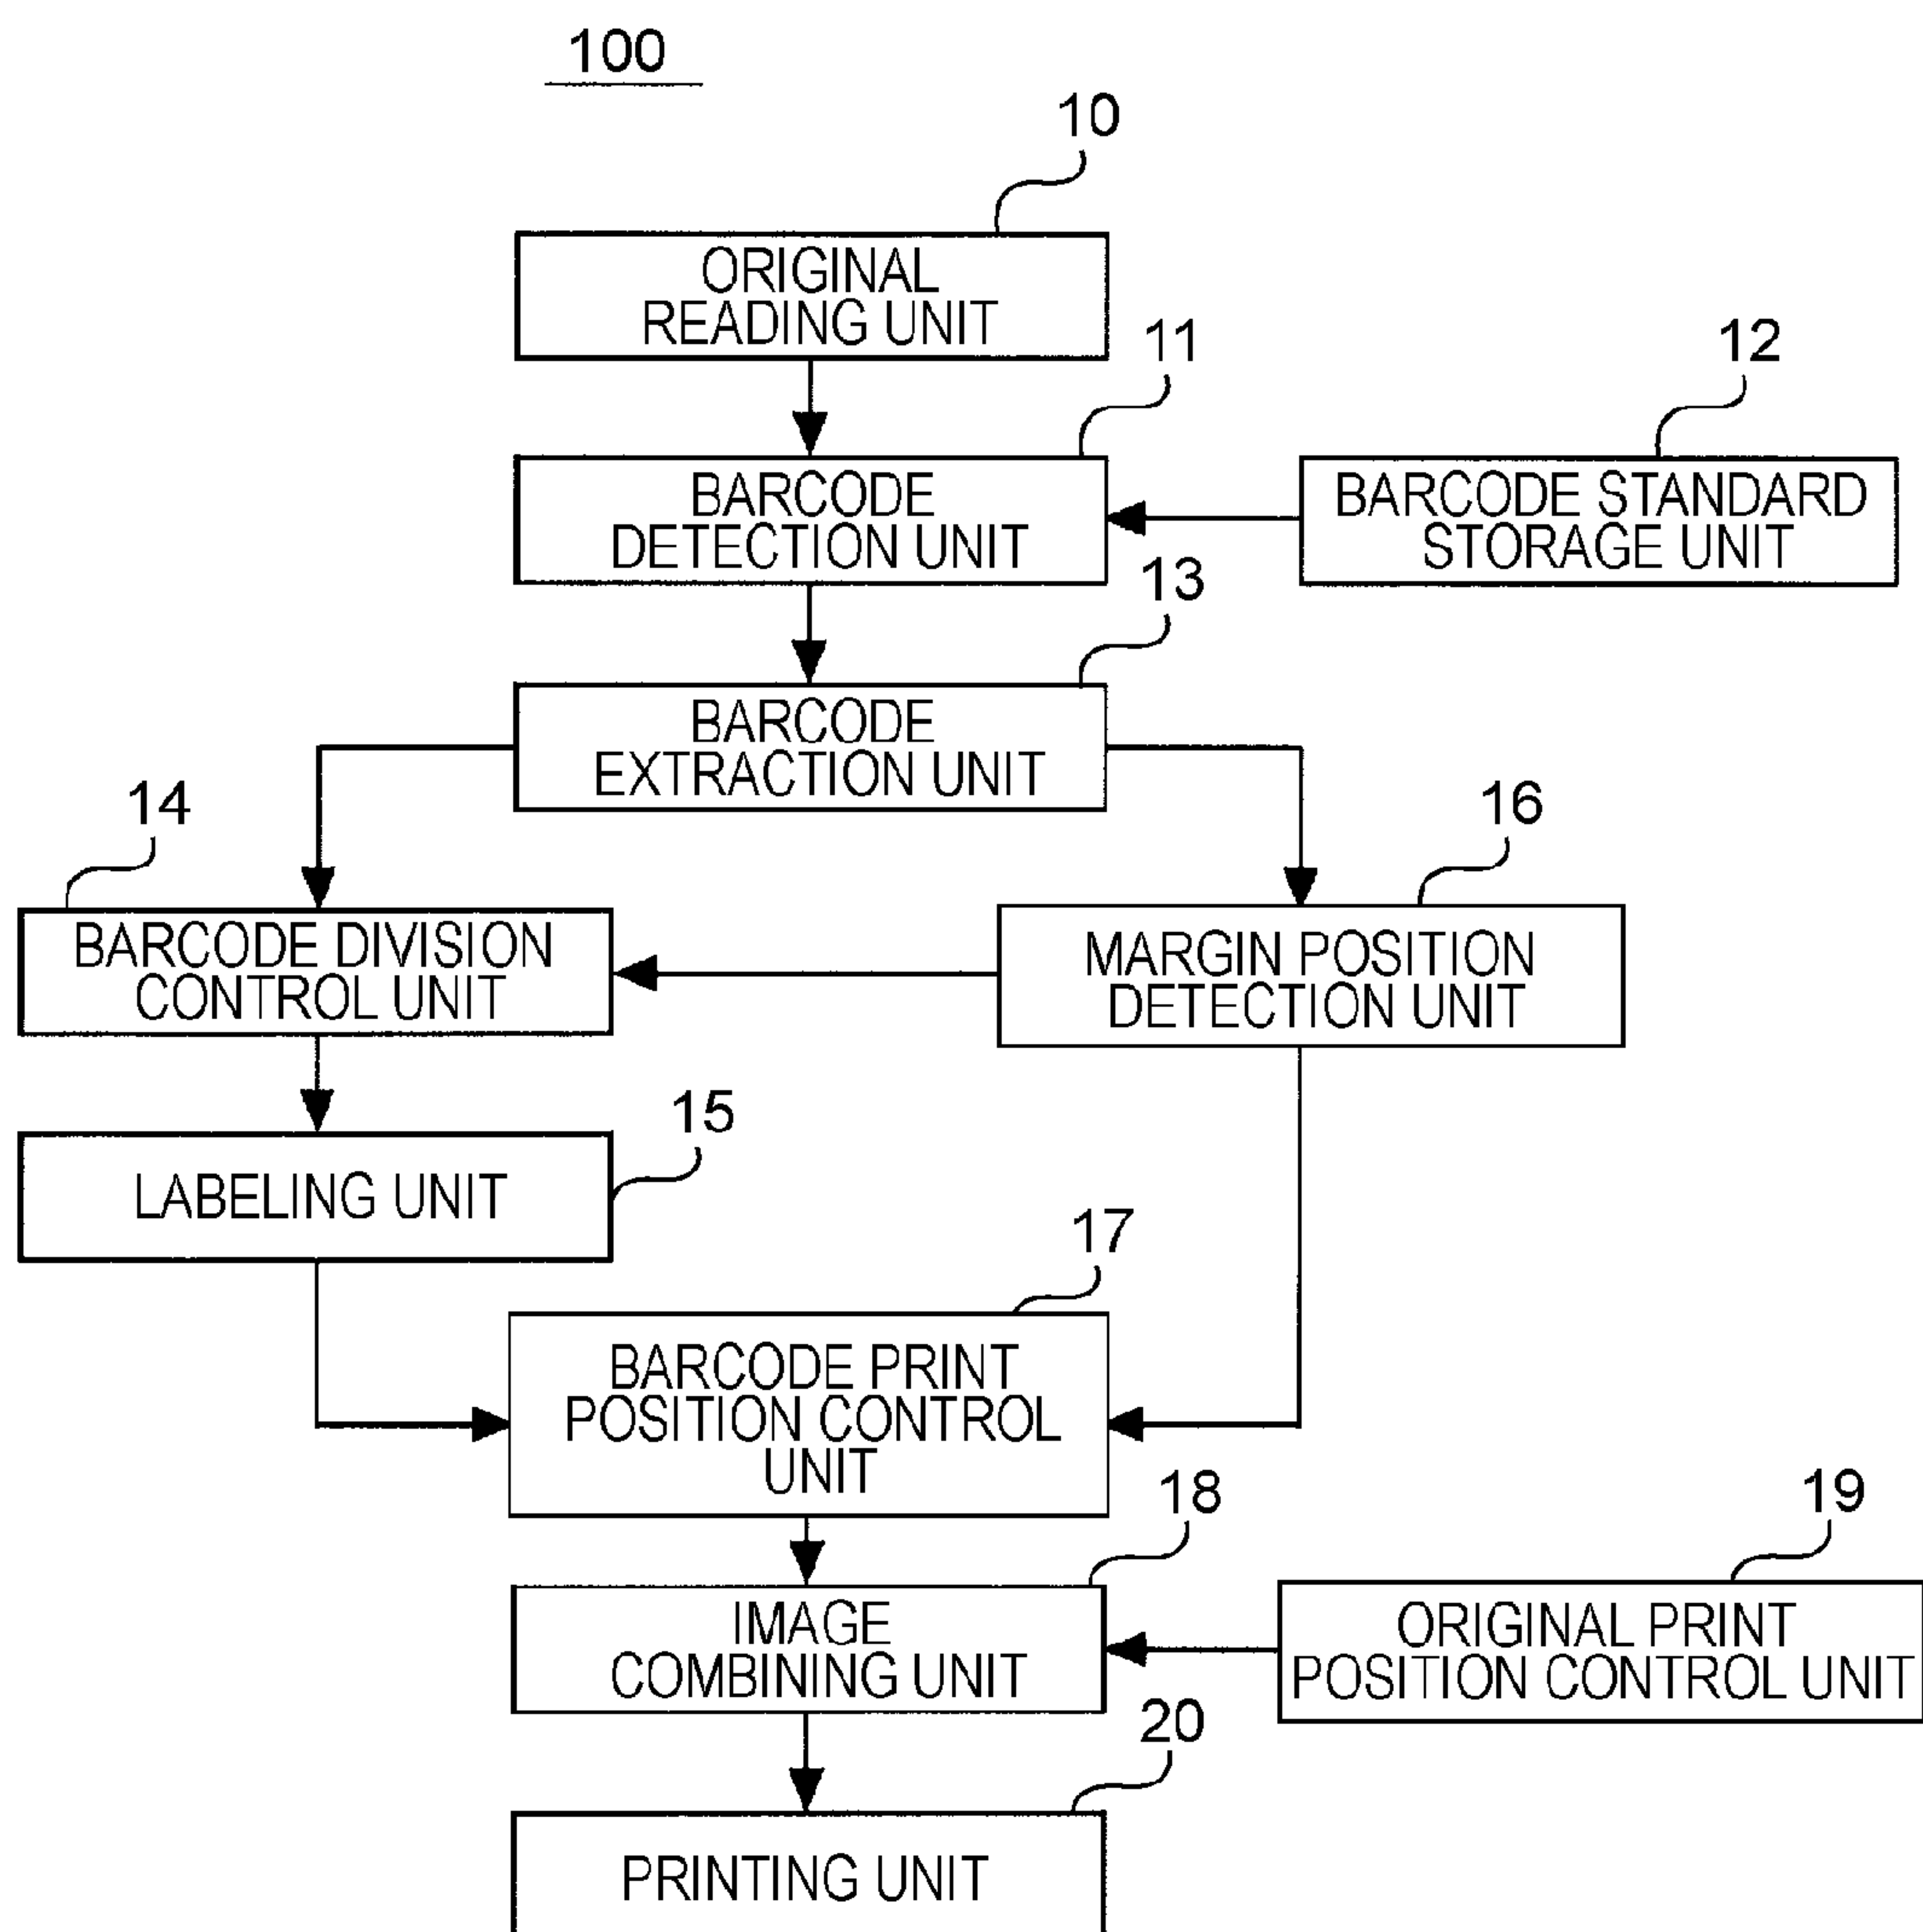 100
10
ORIGINAL
READING UNIT
11
12
BARCODE
DETECTION UNIT
BARCODE STANDARD
STORAGE UNIT
13
BARCODE
EXTRACTION UNIT
14
16
BARCODE DIVISION
CONTROL UNIT
MARGIN POSITION
DETECTION UNIT
15
LABELING UNIT
17
BARCODE PRINT
POSITION CONTROL
UNIT
18
19
IMAGE
COMBINING UNIT
ORIGINAL PRINT
POSITION CONTROL UNIT
20
PRINTING UNIT